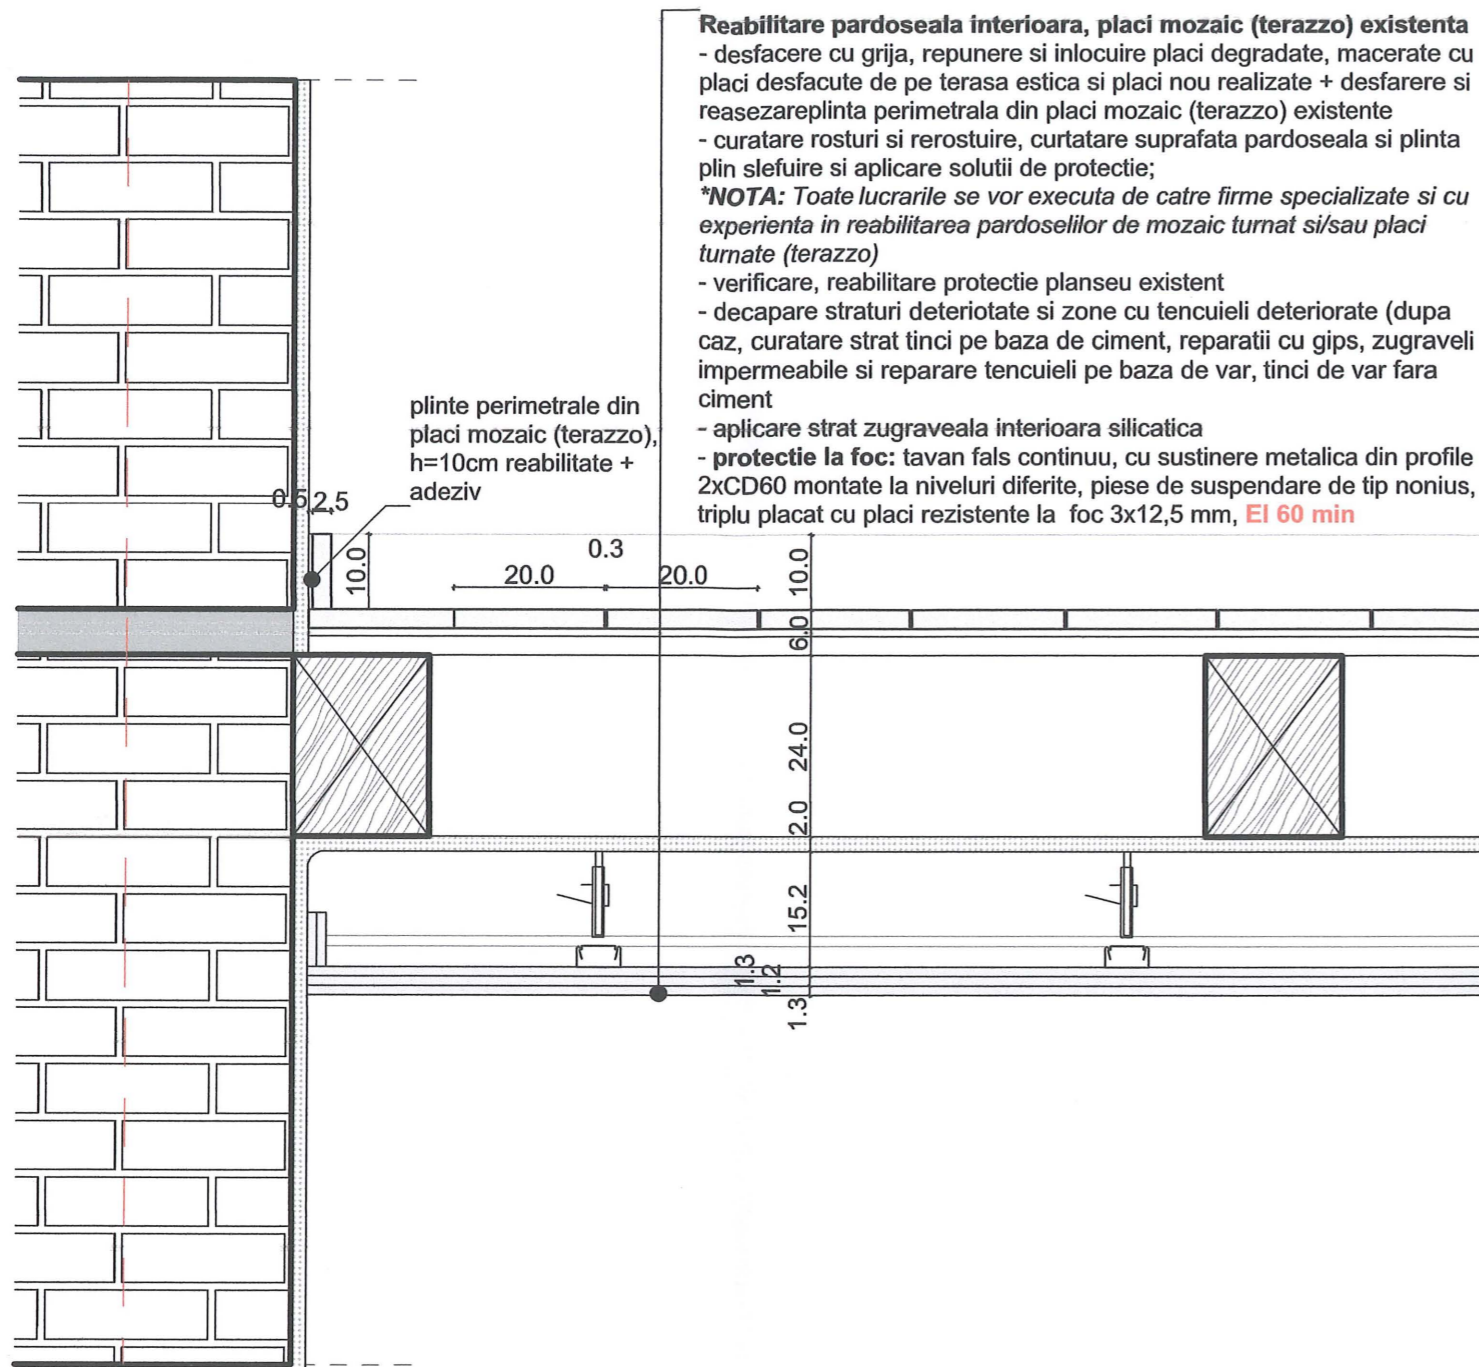 Reabilitare pardoseala interioara, placi mozaic (terazzo) existenta
- desfacere cu grija, repunere si inlocuire placi degradate, macerate cu
placi desfacute de pe terasa estica si placi nou realizate + desfarere si
reasezareplinta perimetrala din placi mozaic (terazzo) existente
- curatare rosturi si rerostuire, curtatare suprafata pardoseala si plinta
plin slefuire si aplicare solutii de protectie;
*NOTA: Toate lucrarile se vor executa de catre firme specializate si cu
experienta in reabilitarea pardoselilor de mozaic turnat si/sau placi
turnate (terazzo)
- verificare, reabilitare protectie planseu existent
- decapare straturi deteriotate si zone cu tencuieli deteriorate (dupa
caz, curatare strat tinci pe baza de ciment, reparatii cu gips, zugraveli
impermeabile si reparare tencuieli pe baza de var, tinci de var fara
ciment
- aplicare strat zugraveala interioara silicatica
- protectie la foc: tavan fals continuu, cu sustinere metalica din profile
2xCD60 montate la niveluri diferite, piese de suspendare de tip nonius,
triplu placat cu placi rezistente la foc 3x12,5 mm, EI 60 min
plinte perimetrale din
placi mozaic (terazzo),
h=10cm reabilitate +
adeziv
0.5 2.5
10.0
0.3
20.0 20.0
10.0
6.0
24.0
2.0
15.2
1.3
1.2
1.3